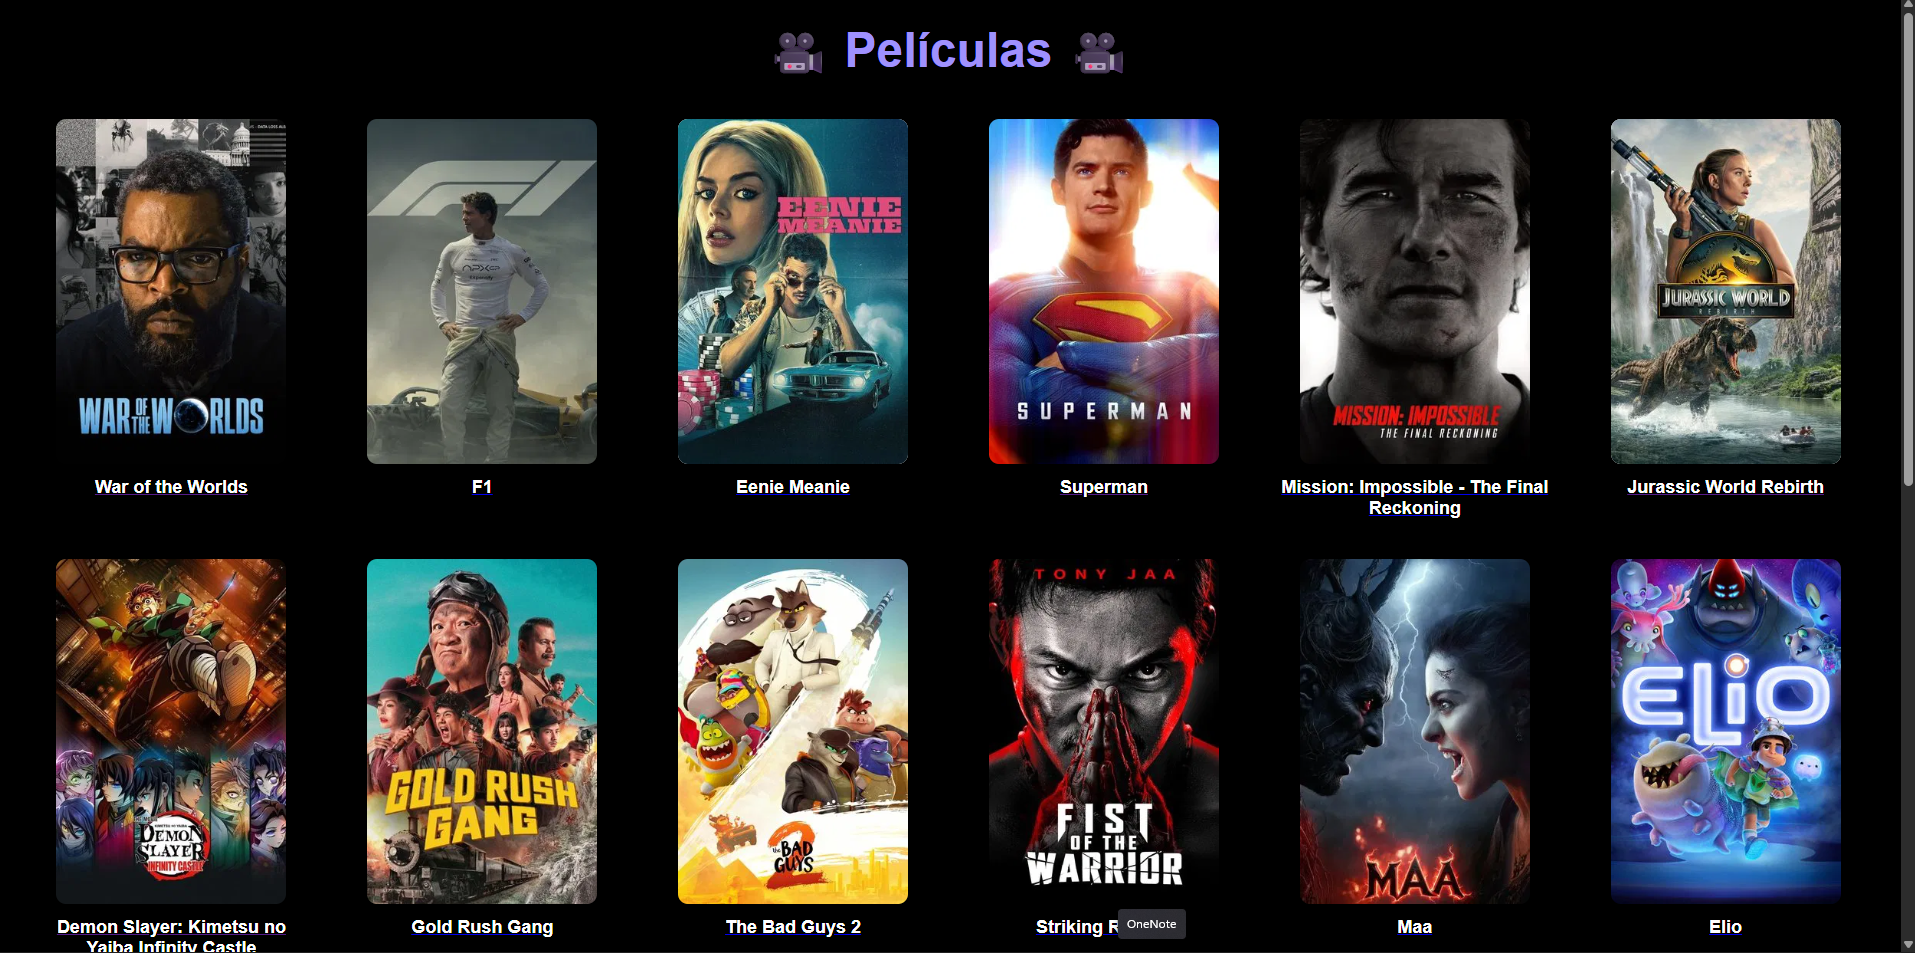 Películas
WAR OF THE WORLDS
F1
APXGP
EENIE
MEANIE
SUPERMAN
MISSION: IMPOSSIBLE
THE FINAL RECKONING
JURASSIC WORLD
REBIRTH
War of the Worlds
F1
Eenie Meanie
Superman
Mission: Impossible - The Final
Reckoning
Jurassic World Rebirth
DEMON
SLAYER
INFINITY CASTLE
GOLD RUSH
GANG
the BAD
GUYS
2
TONY JAA
FIST
OF THE
WARRIOR
MAA
ELIO
Demon Slayer: Kimetsu no
Yaiba Infinity Castle
Gold Rush Gang
The Bad Guys 2
Striking
OneNote
Maa
Elio